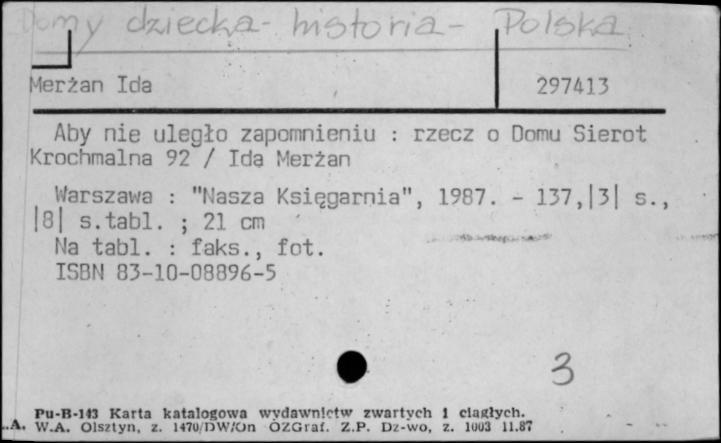 Domy dziecka - historia - Polska
Merżan Ida 297413
Aby nie uległo zapomnieniu : rzecz o Domu Sierot
Krochmalna 92 / Ida Merżan
Warszawa : "Nasza Księgarnia", 1987. - 137,|3| s.,
|8| s.tabl. ; 21 cm
Na tabl. : faks., fot.
ISBN 83-10-08896-5
3
Pu-B-143 Karta katalogowa wydawnictw zwartych i ciągłych.
W.A. Olsztyn, z. 1470/DW/On OZGraf. Z.P. Dz-wo, z. 1003 11.87